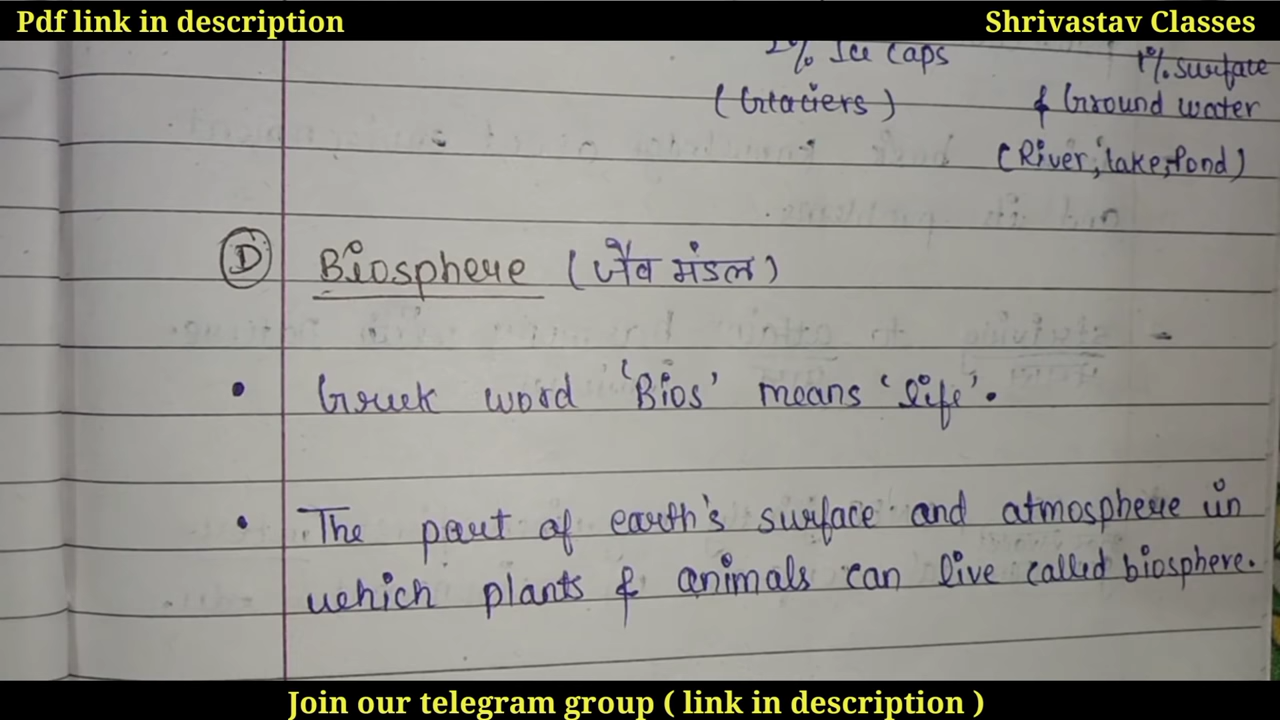 Pdf link in description
Shrivastav Classes
2% Ice Caps
1% surface
(Glaciers)
& Ground water
(River, lake, Pond)
D Biosphere (जैव मंडल)
• Greek word 'Bios' means 'life'.
• The part of earth's surface and atmosphere in
which plants & animals can live called biosphere.
Join our telegram group ( link in description )